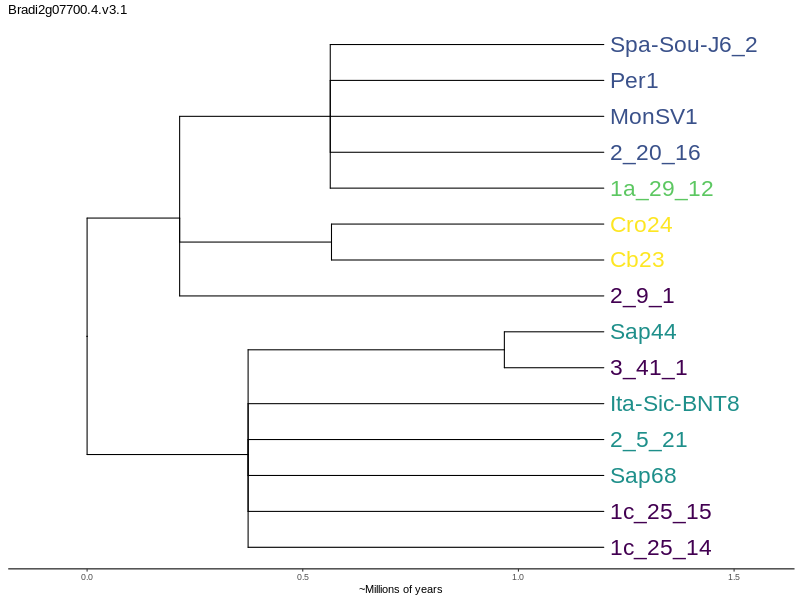 Bradi2g07700.4.v3.1
Spa-Sou-J6_2
Per1
MonSV1
2_20_16
1a_29_12
Cro24
Cb23
2_9_1
Sap44
3_41_1
Ita-Sic-BNT8
2_5_21
Sap68
1c_25_15
1c_25_14
0.0 0.5 1.0 1.5
~Millions of years